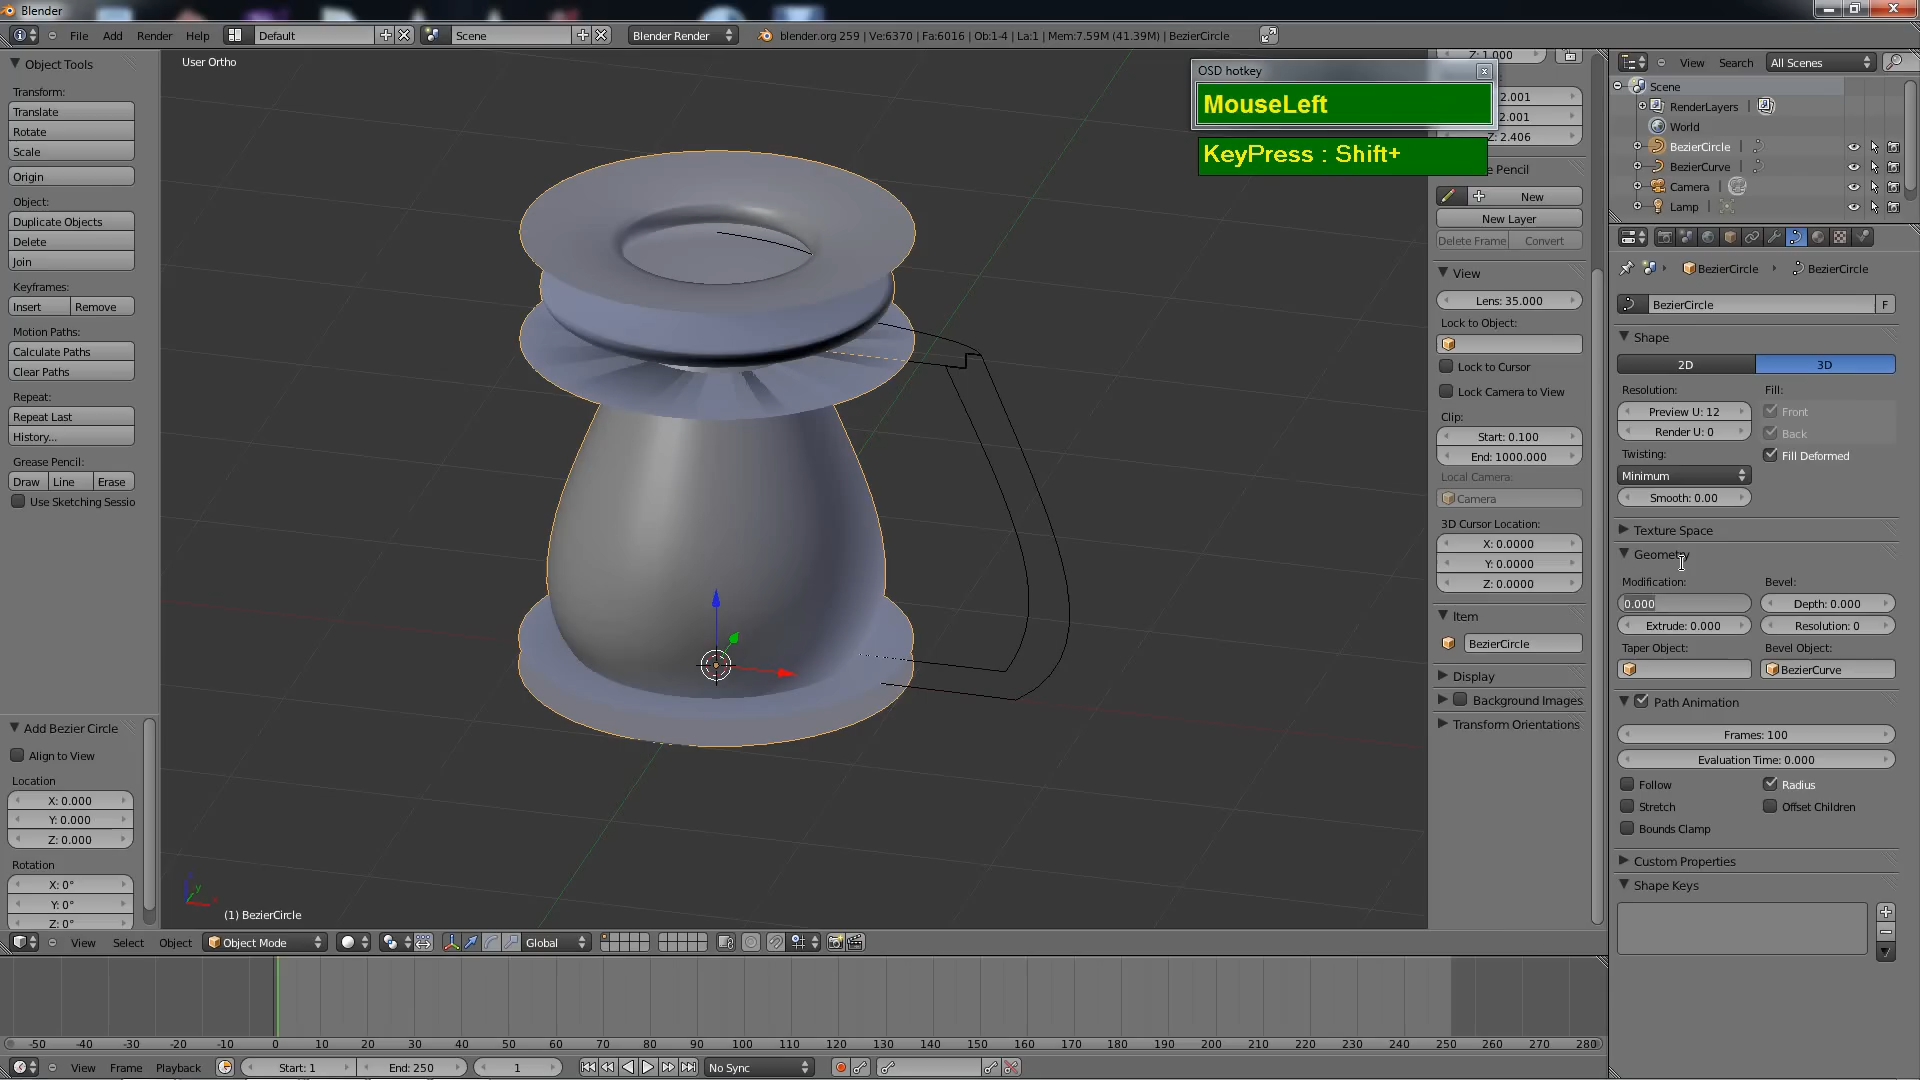 Blender
File Add Render Help Default Scene Blender Render blender.org 259 | Ve:6370 | Fa:6016 | Ob:1-4 | La:1 | Mem:7.59M (41.39M) | BezierCircle
Object Tools
Transform:
Translate
Rotate
Scale
Origin
Object:
Duplicate Objects
Delete
Join
Keyframes:
Insert Remove
Motion Paths:
Calculate Paths
Clear Paths
Repeat:
Repeat Last
History...
Grease Pencil:
Draw Line Erase
Use Sketching Sessio
Add Bezier Circle
Align to View
Location
X: 0.000
Y: 0.000
Z: 0.000
Rotation
X: 0°
Y: 0°
Z: 0°
User Ortho
(1) BezierCircle
OSD hotkey
MouseLeft
KeyPress : Shift+
Z: 1.000
2.001
2.001
Z: 2.406
Pencil
New
New Layer
Delete Frame Convert
View
Lens: 35.000
Lock to Object:
Lock to Cursor
Lock Camera to View
Clip:
Start: 0.100
End: 1000.000
Local Camera:
Camera
3D Cursor Location:
X: 0.0000
Y: 0.0000
Z: 0.0000
Item
BezierCircle
Display
Background Images
Transform Orientations
View Search All Scenes
Scene
RenderLayers
World
BezierCircle
BezierCurve
Camera
Lamp
BezierCircle BezierCircle
BezierCircle F
Shape
2D 3D
Resolution: Fill:
Preview U: 12 Front
Render U: 0 Back
Twisting: Fill Deformed
Minimum
Smooth: 0.00
Texture Space
Geometry
Modification: Bevel:
0.000 Depth: 0.000
Extrude: 0.000 Resolution: 0
Taper Object: Bevel Object:
BezierCurve
Path Animation
Frames: 100
Evaluation Time: 0.000
Follow Radius
Stretch Offset Children
Bounds Clamp
Custom Properties
Shape Keys
View Select Object Object Mode Global
-50 -40 -30 -20 -10 0 10 20 30 40 50 60 70 80 90 100 110 120 130 140 150 160 170 180 190 200 210 220 230 240 250 260 270 280
View Frame Playback Start: 1 End: 250 1 No Sync